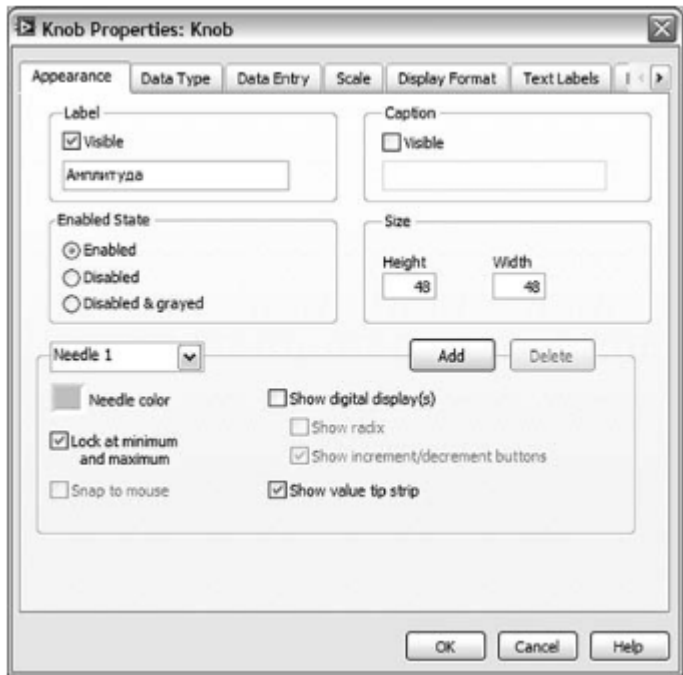 Knob Properties: Knob
Appearance Data Type Data Entry Scale Display Format Text Labels
Label
Visible
Амплитуда
Caption
Visible
Enabled State
Enabled
Disabled
Disabled & grayed
Size
Height Width
48 48
Needle 1
Add Delete
Needle color
Lock at minimum
and maximum
Snap to mouse
Show digital display(s)
Show radix
Show increment/decrement buttons
Show value tip strip
OK Cancel Help